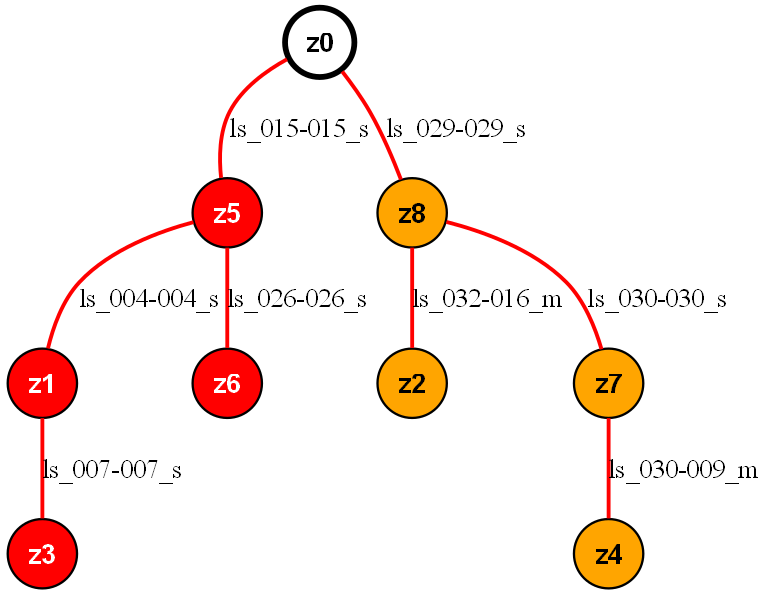 z0
ls_015-015_s ls_029-029_s
z5 z8
ls_004-004_s ls_026-026_s ls_032-016_m ls_030-030_s
z1 z6 z2 z7
ls_007-007_s ls_030-009_m
z3 z4